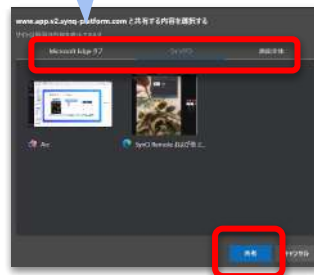 www.app.v2.synq-platform.com と共有する内容を選択する
Microsoft Edge タブ
ウィンドウ
画面全体
Arc
SynQ Remote および他 2...
共有
キャンセル